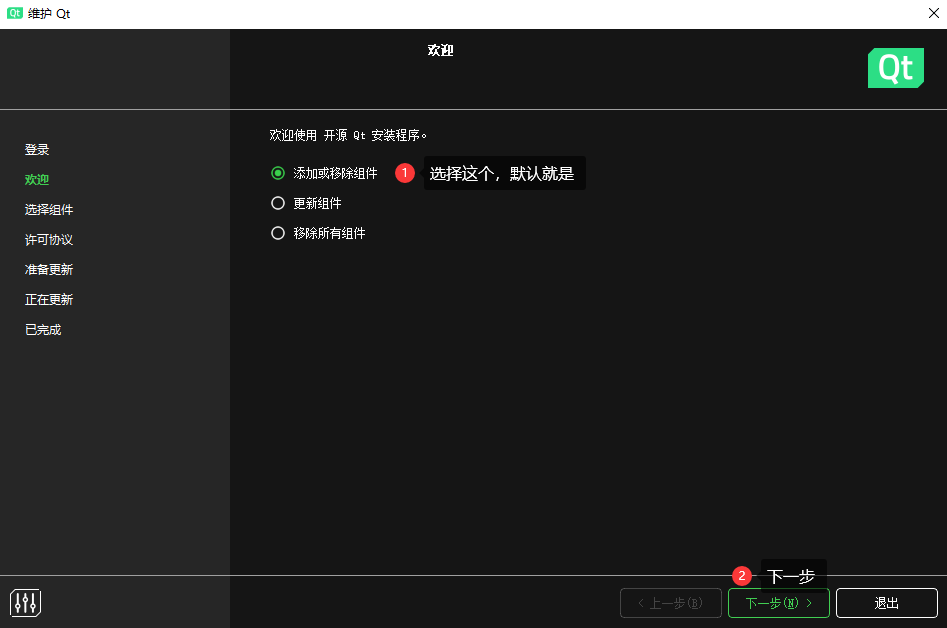 Qt 维护 Qt
欢迎
Qt
欢迎使用 开源 Qt 安装程序。
登录
欢迎
选择组件
许可协议
准备更新
正在更新
已完成
添加或移除组件 1 选择这个，默认就是
更新组件
移除所有组件
2 下一步
< 上一步(B)
下一步(N) >
退出